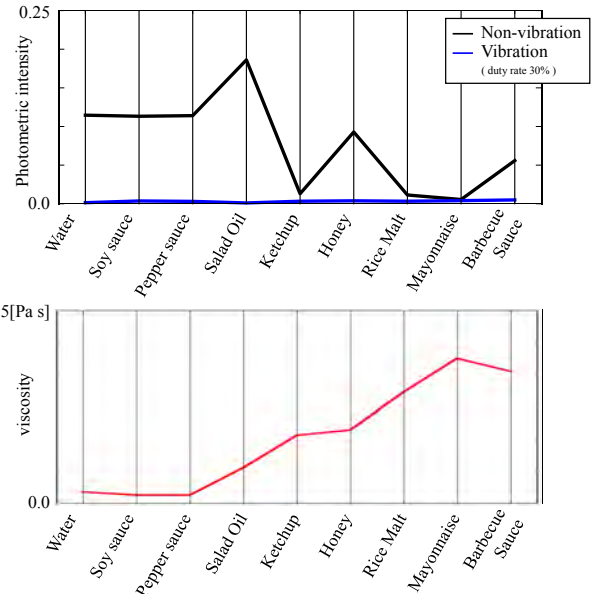 0.25
Non-vibration
Vibration
( duty rate 30% )
Photometric intensity
0.0
Water
Soy sauce
Pepper sauce
Salad Oil
Ketchup
Honey
Rice Malt
Mayonnaise
Barbecue
Sauce
5[Pa s]
viscosity
0.0
Water
Soy sauce
Pepper sauce
Salad Oil
Ketchup
Honey
Rice Malt
Mayonnaise
Barbecue
Sauce